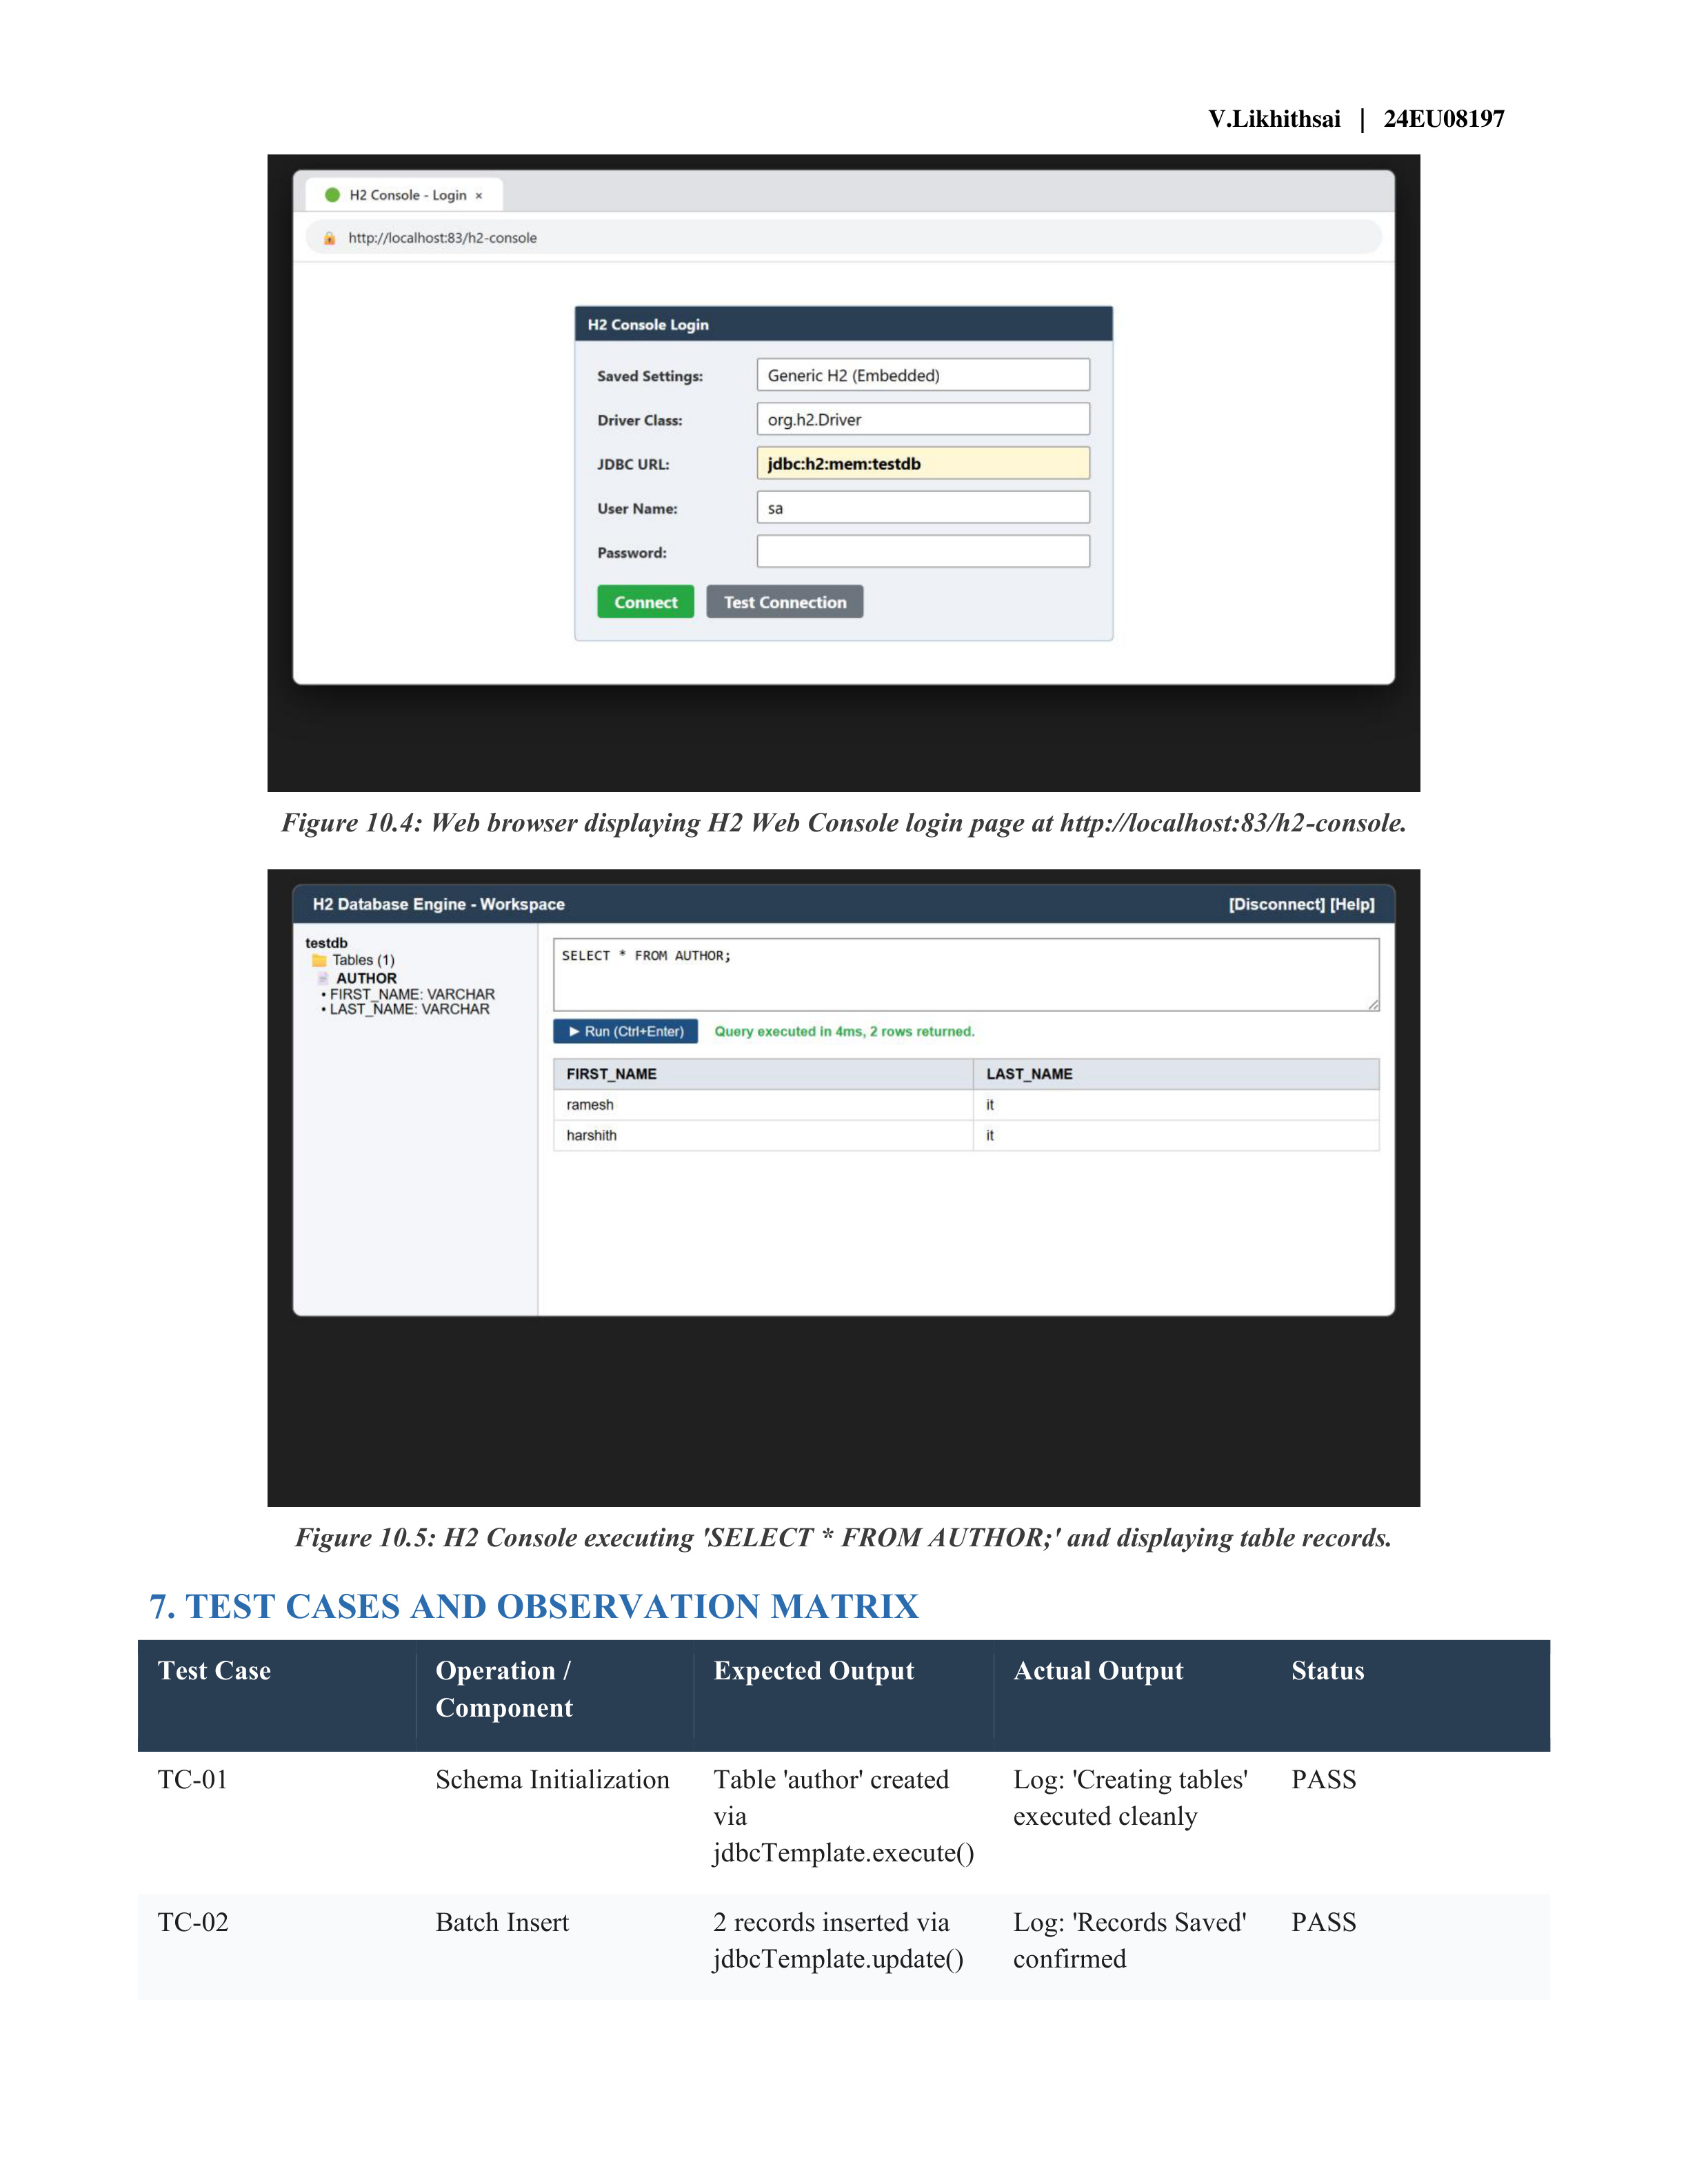 V.Likhithsai | 24EU08197
H2 Console - Login ×
http://localhost:83/h2-console
H2 Console Login
Saved Settings: Generic H2 (Embedded)
Driver Class: org.h2.Driver
JDBC URL: jdbc:h2:mem:testdb
User Name: sa
Password:
Connect Test Connection
Figure 10.4: Web browser displaying H2 Web Console login page at http://localhost:83/h2-console.
H2 Database Engine - Workspace [Disconnect] [Help]
testdb
Tables (1)
AUTHOR
• FIRST_NAME: VARCHAR
• LAST_NAME: VARCHAR
SELECT * FROM AUTHOR;
▶ Run (Ctrl+Enter) Query executed in 4ms, 2 rows returned.
FIRST_NAME LAST_NAME
ramesh it
harshith it
Figure 10.5: H2 Console executing 'SELECT * FROM AUTHOR;' and displaying table records.
7. TEST CASES AND OBSERVATION MATRIX
Test Case Operation / Expected Output Actual Output Status
Component
TC-01 Schema Initialization Table 'author' created Log: 'Creating tables' PASS
via executed cleanly
jdbcTemplate.execute()
TC-02 Batch Insert 2 records inserted via Log: 'Records Saved' PASS
jdbcTemplate.update() confirmed